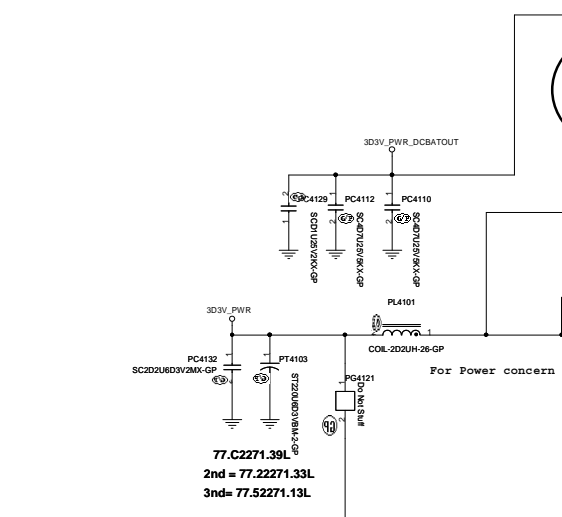 3D3V_PWR_DCBATOUT
2
PC4129
1
SCD1U25V2KX-GP
1
PC4112
2
SC4D7U25V5KX-GP
1
PC4110
2
SC4D7U25V5KX-GP
PL4101
2
1
COIL-2D2UH-26-GP
3D3V_PWR
1
PC4132
SC2D2U6D3V2MX-GP
2
1
PT4103
2
ST220U6D3VBM-2-GP
1
PG4121
Do Not Stuff
2
GP
For Power concern
77.C2271.39L
2nd = 77.22271.33L
3nd= 77.52271.13L